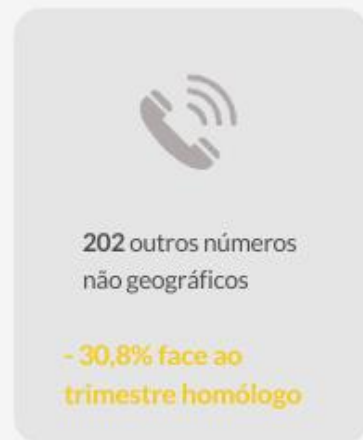 202 outros números
não geográficos
- 30,8% face ao
trimestre homólogo